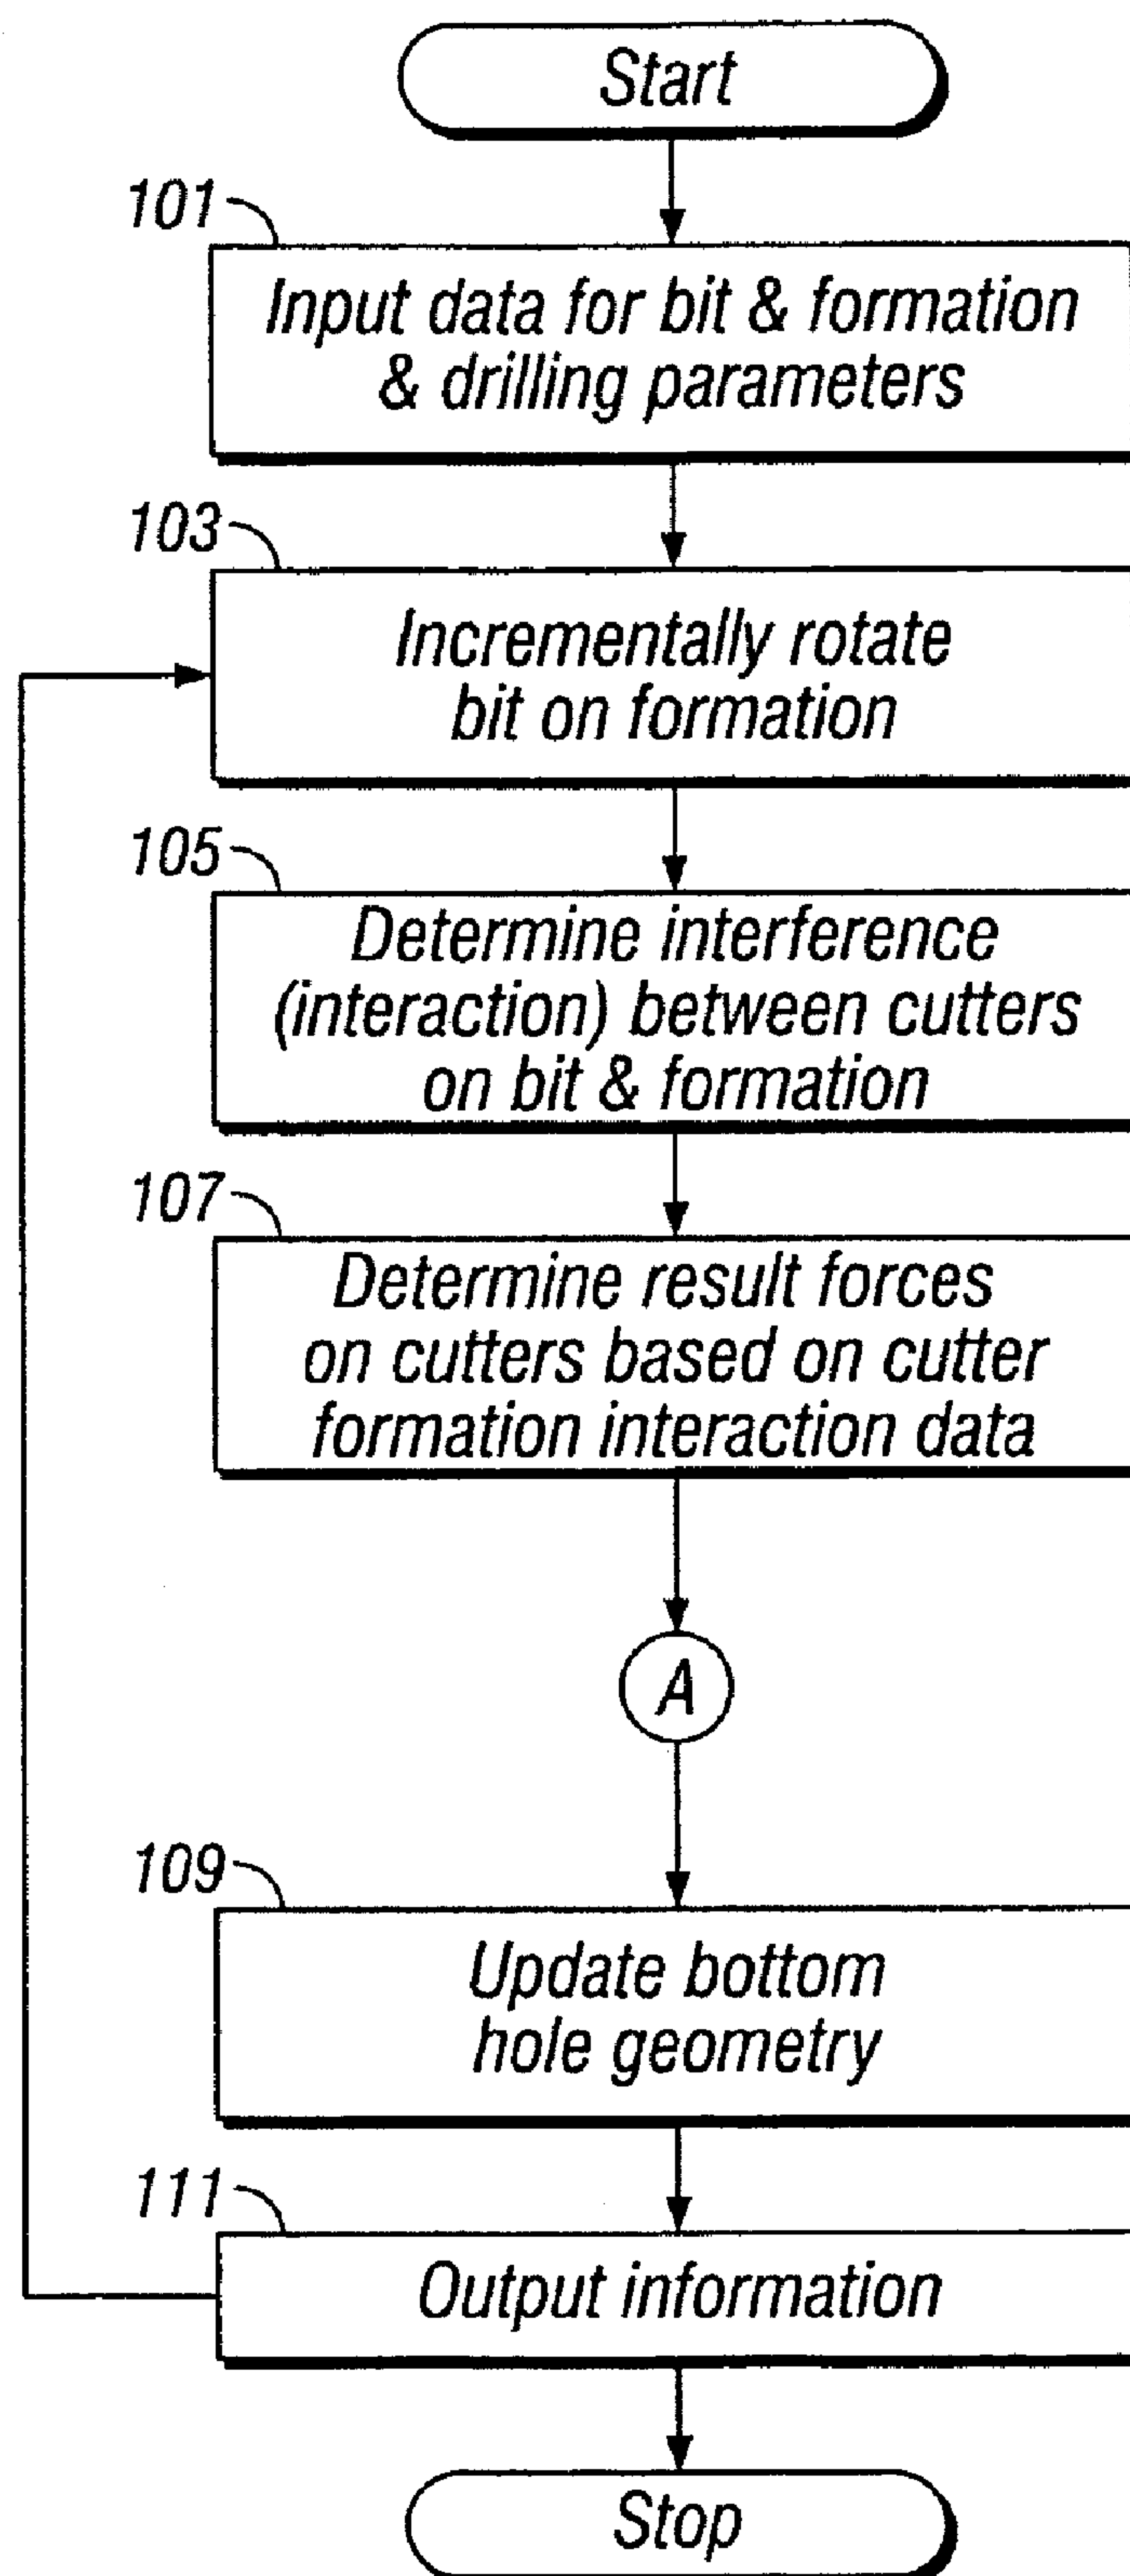 Start
101
Input data for bit & formation
& drilling parameters
103
Incrementally rotate
bit on formation
105
Determine interference
(interaction) between cutters
on bit & formation
107
Determine result forces
on cutters based on cutter
formation interaction data
A
109
Update bottom
hole geometry
111
Output information
Stop